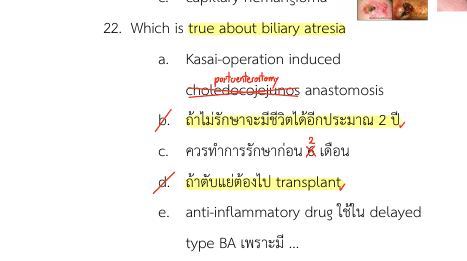 22. Which is true about biliary atresia
a. Kasai-operation induced
portoenterostomy
choledocojejunos anastomosis
b. ถ้าไม่รักษาจะมีชีวิตได้อีกประมาณ 2 ปี
2
c. ควรทำการรักษาก่อน 6 เดือน
d. ถ้าตับแย่ต้องไป transplant
e. anti-inflammatory drug ใช้ใน delayed
type BA เพราะมี ...